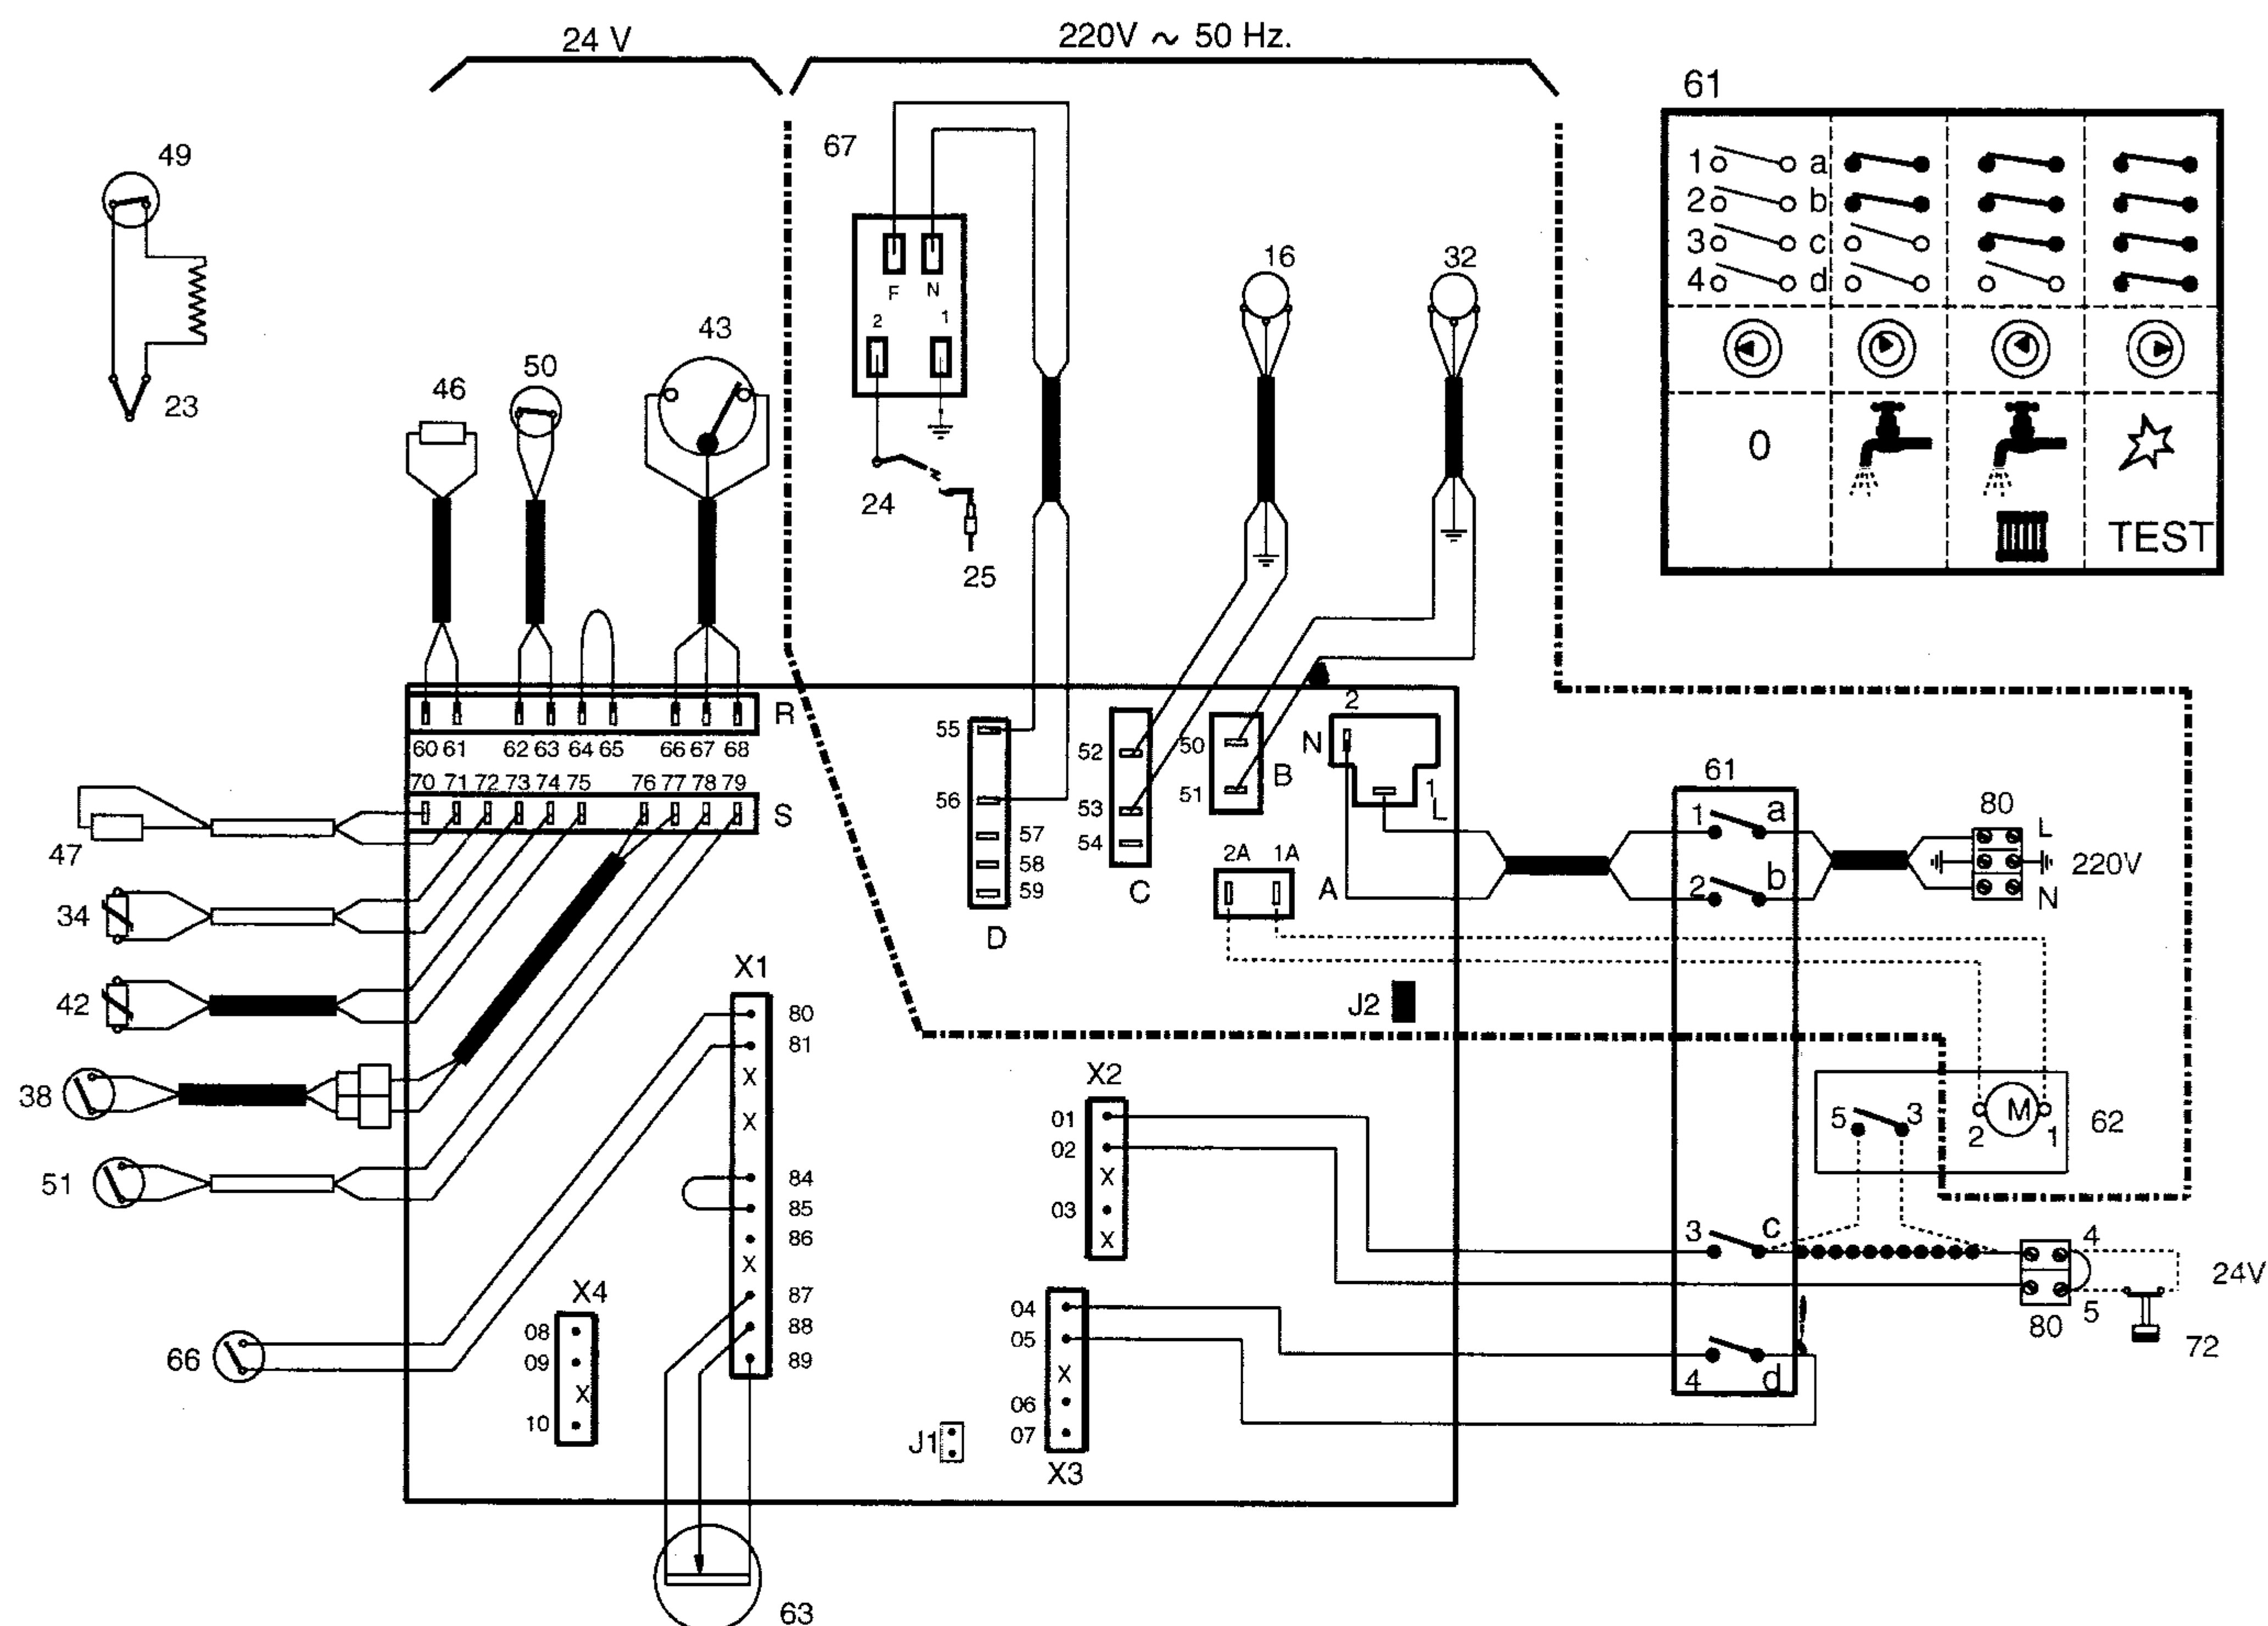 24 V
220V ~ 50 Hz.
61
49
67
1 a
2 b
3 c
4 d
F N
2 1
16
32
43
50
46
23
24
25
0
TEST
R
60 61 62 63 64 65 66 67 68
70 71 72 73 74 75 76 77 78 79
S
47
34
42
38
51
66
55
56
57
58
59
D
52
53
54
C
50
51
B
2
N
1
L
2A 1A
A
61
1 a
2 b
80
L
220V
N
J2
X1
80
81
X
X
84
85
86
X
87
88
89
X2
01
02
X
03
X
5 3
M
2 1
62
3 c
4
24V
5
80
72
4 d
X4
08
09
X
10
J1
04
05
X
06
07
X3
63